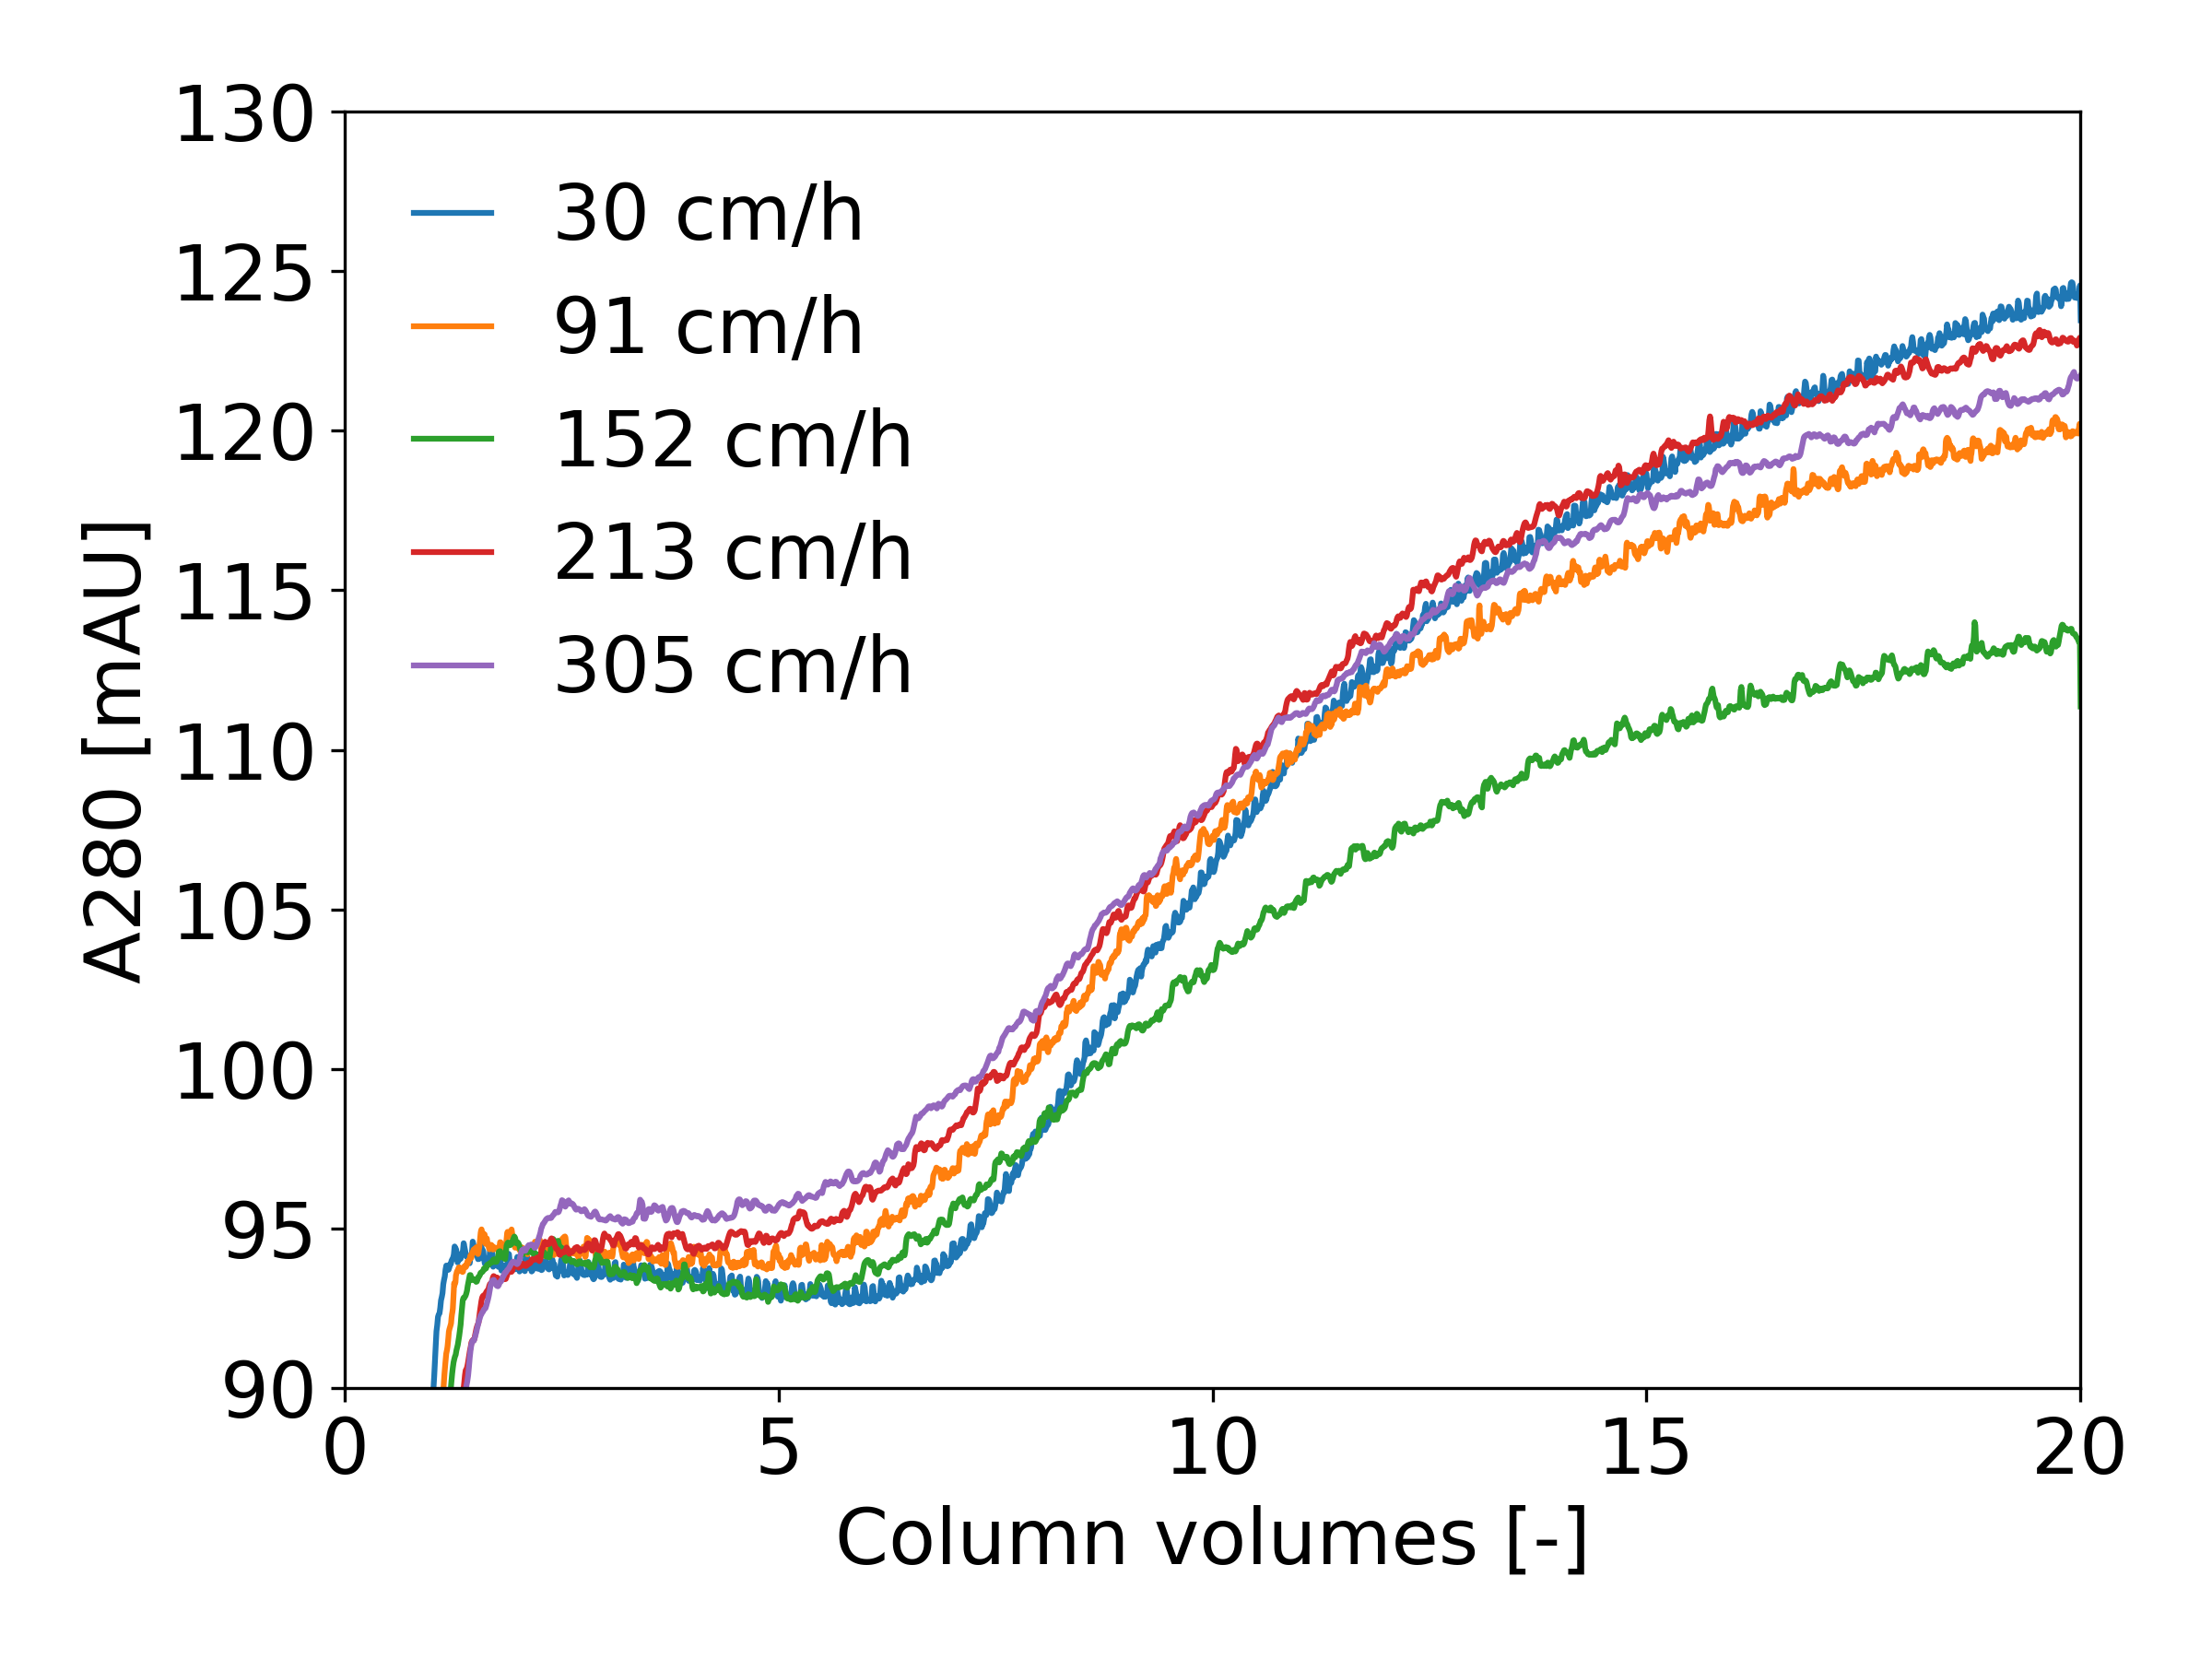 130
125
120
115
110
105
100
95
90
A280 [mAU]
30 cm/h
91 cm/h
152 cm/h
213 cm/h
305 cm/h
0 5 10 15 20
Column volumes [-]